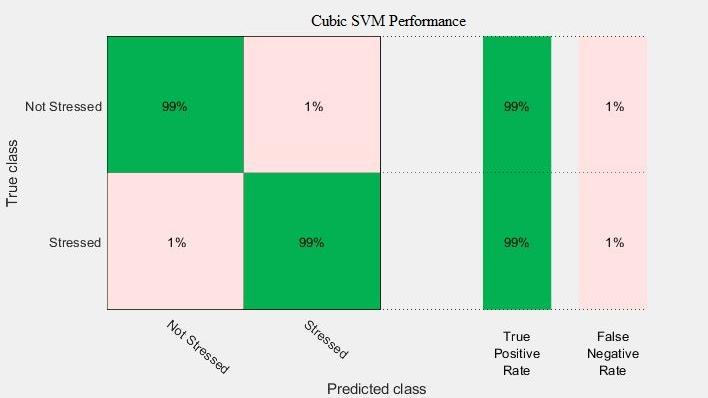 Cubic SVM Performance
True class
Not Stressed
99%
1%
99%
1%
Stressed
1%
99%
99%
1%
Not Stressed
Stressed
True
Positive
Rate
False
Negative
Rate
Predicted class